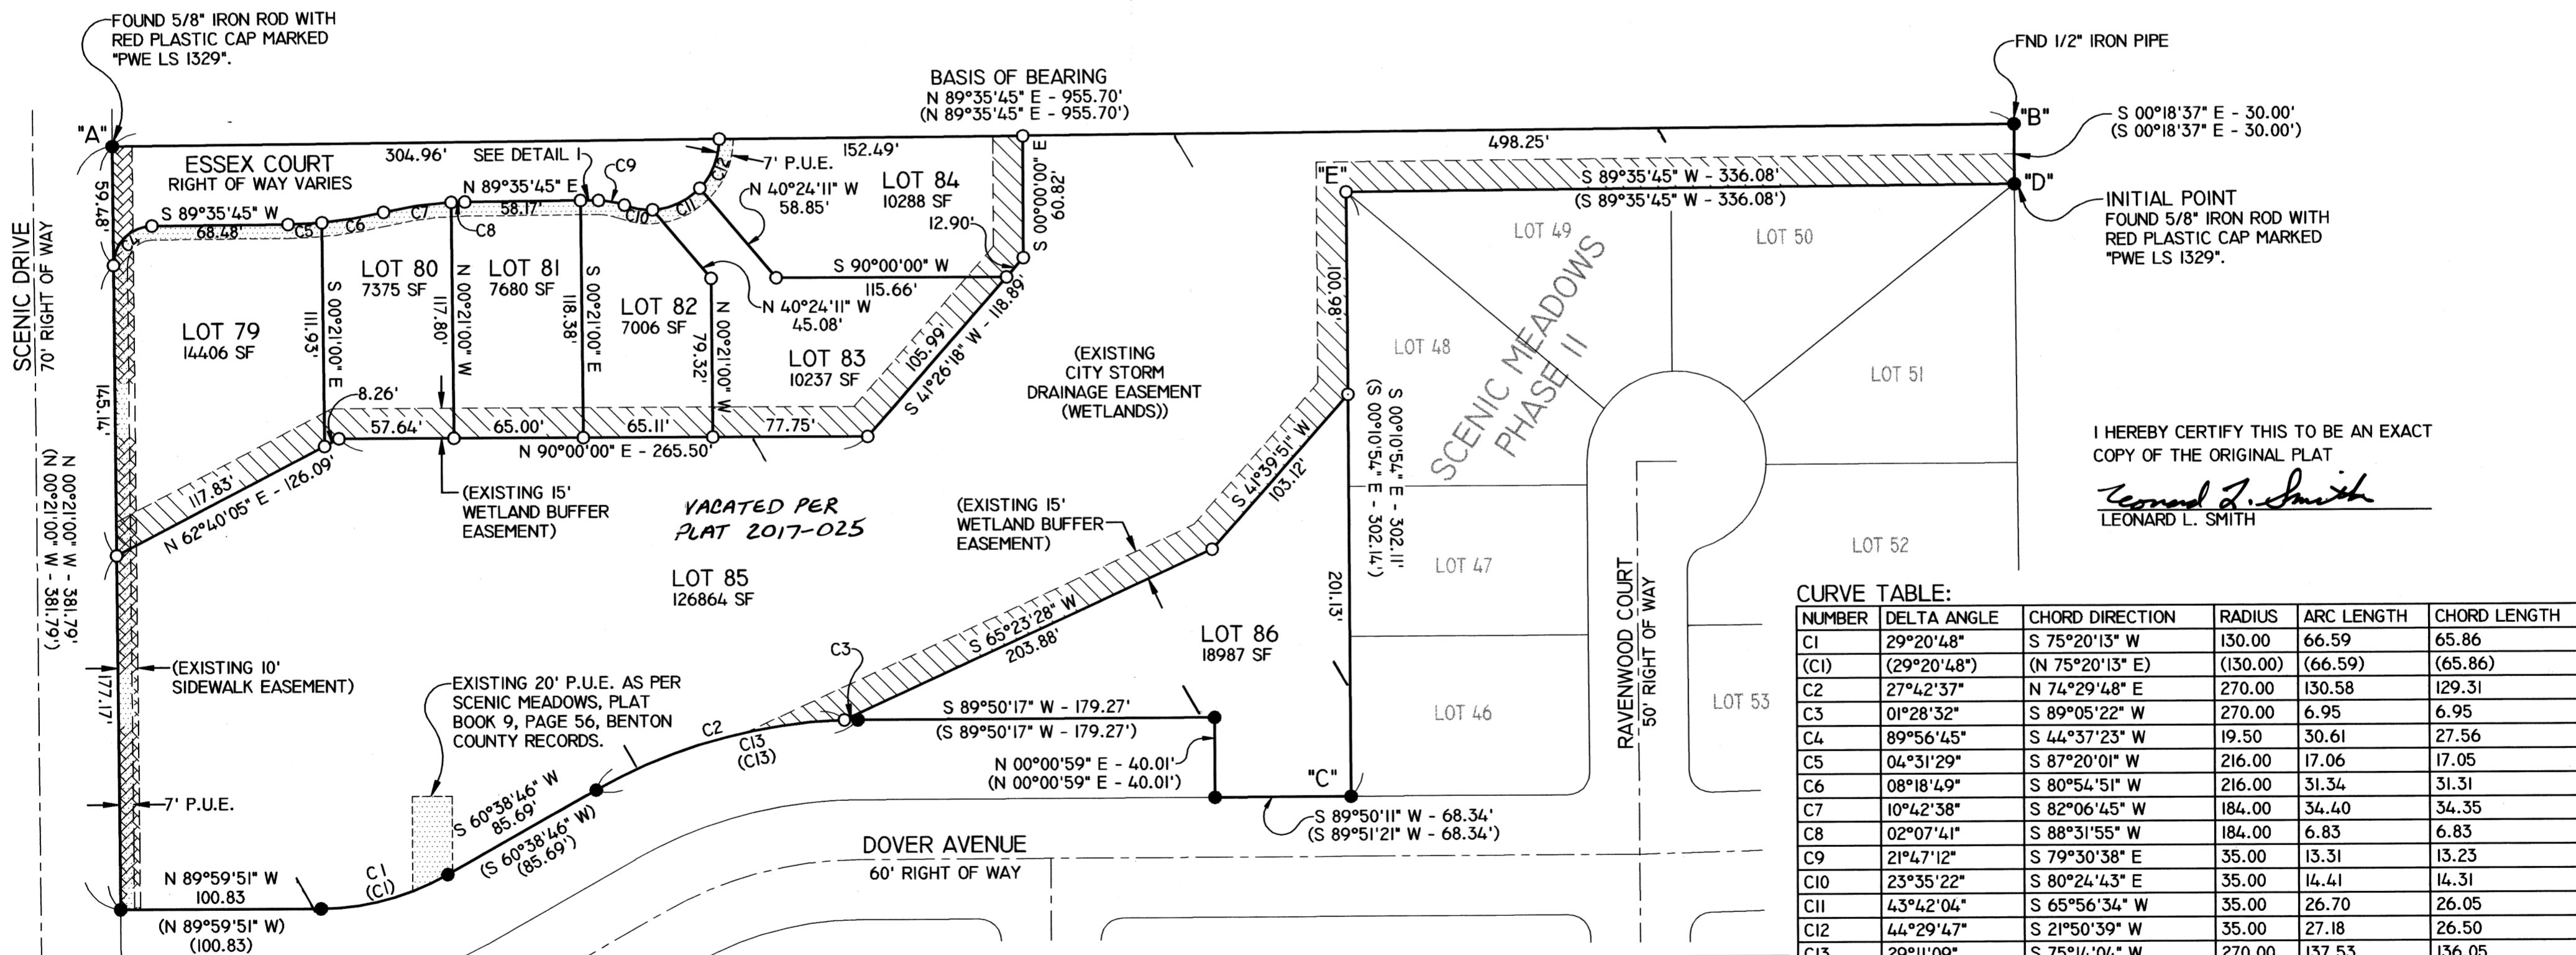 FOUND 5/8" IRON ROD WITH
RED PLASTIC CAP MARKED
"PWE LS 1329".
"A"
BASIS OF BEARING
N 89°35'45" E - 955.70'
(N 89°35'45" E - 955.70')
FND 1/2" IRON PIPE
"B"
S 00°18'37" E - 30.00'
(S 00°18'37" E - 30.00')
"D"
INITIAL POINT
FOUND 5/8" IRON ROD WITH
RED PLASTIC CAP MARKED
"PWE LS 1329".
ESSEX COURT
RIGHT OF WAY VARIES
304.96'
SEE DETAIL 1
C9
7' P.U.E.
152.49'
498.25'
"E"
S 89°35'45" W - 336.08'
(S 89°35'45" W - 336.08')
SCENIC DRIVE
70' RIGHT OF WAY
59.48'
C4
S 89°35'45" W
68.48'
C5
C6
C7
C8
N 89°35'45" E
58.17'
C10
C11
C12
N 40°24'11" W
58.85'
LOT 84
10288 SF
12.90'
S 00°00'00" E
60.82'
S 90°00'00" W
115.66'
N 40°24'11" W
45.08'
LOT 79
14406 SF
111.93'
S 00°21'00" E
LOT 80
7375 SF
117.80'
N 00°21'00" W
LOT 81
7680 SF
118.38'
S 00°21'00" E
LOT 82
7006 SF
79.32'
N 00°21'00" W
LOT 83
10237 SF
105.99'
S 41°26'18" W - 118.89'
145.14'
8.26'
57.64'
65.00'
65.11'
77.75'
N 90°00'00" E - 265.50'
117.83'
N 62°40'05" E - 126.09'
N 00°21'00" W - 381.79'
(N 00°21'00" W - 381.79')
(EXISTING 15'
WETLAND BUFFER
EASEMENT)
VACATED PER
PLAT 2017-025
(EXISTING
CITY STORM
DRAINAGE EASEMENT
(WETLANDS))
(EXISTING 15'
WETLAND BUFFER
EASEMENT)
LOT 85
126864 SF
100.98'
S 00°10'54" E - 302.11'
(S 00°10'54" E - 302.14')
S 41°39'51" W
103.12'
S 65°23'28" W
203.88'
201.13'
LOT 86
18987 SF
LOT 49
LOT 50
LOT 48
LOT 51
SCENIC MEADOWS
PHASE II
LOT 47
LOT 52
LOT 46
LOT 53
RAVENWOOD COURT
50' RIGHT OF WAY
I HEREBY CERTIFY THIS TO BE AN EXACT
COPY OF THE ORIGINAL PLAT
Leonard L. Smith
LEONARD L. SMITH
177.17'
(EXISTING 10'
SIDEWALK EASEMENT)
7' P.U.E.
EXISTING 20' P.U.E. AS PER
SCENIC MEADOWS, PLAT
BOOK 9, PAGE 56, BENTON
COUNTY RECORDS.
C3
C2
C13
(C13)
S 89°50'17" W - 179.27'
(S 89°50'17" W - 179.27')
N 00°00'59" E - 40.01'
(N 00°00'59" E - 40.01')
"C"
S 89°50'11" W - 68.34'
(S 89°51'21" W - 68.34')
S 60°38'46" W
85.69'
(S 60°38'46" W)
(85.69')
C1
(C1)
N 89°59'51" W
100.83
(N 89°59'51" W)
(100.83)
DOVER AVENUE
60' RIGHT OF WAY
CURVE TABLE:
NUMBER DELTA ANGLE CHORD DIRECTION RADIUS ARC LENGTH CHORD LENGTH
C1 29°20'48" S 75°20'13" W 130.00 66.59 65.86
(C1) (29°20'48") (N 75°20'13" E) (130.00) (66.59) (65.86)
C2 27°42'37" N 74°29'48" E 270.00 130.58 129.31
C3 01°28'32" S 89°05'22" W 270.00 6.95 6.95
C4 89°56'45" S 44°37'23" W 19.50 30.61 27.56
C5 04°31'29" S 87°20'01" W 216.00 17.06 17.05
C6 08°18'49" S 80°54'51" W 216.00 31.34 31.31
C7 10°42'38" S 82°06'45" W 184.00 34.40 34.35
C8 02°07'41" S 88°31'55" W 184.00 6.83 6.83
C9 21°47'12" S 79°30'38" E 35.00 13.31 13.23
C10 23°35'22" S 80°24'43" E 35.00 14.41 14.31
C11 43°42'04" S 65°56'34" W 35.00 26.70 26.05
C12 44°29'47" S 21°50'39" W 35.00 27.18 26.50
C13 29°11'09" S 75°14'04" W 270.00 137.53 136.05